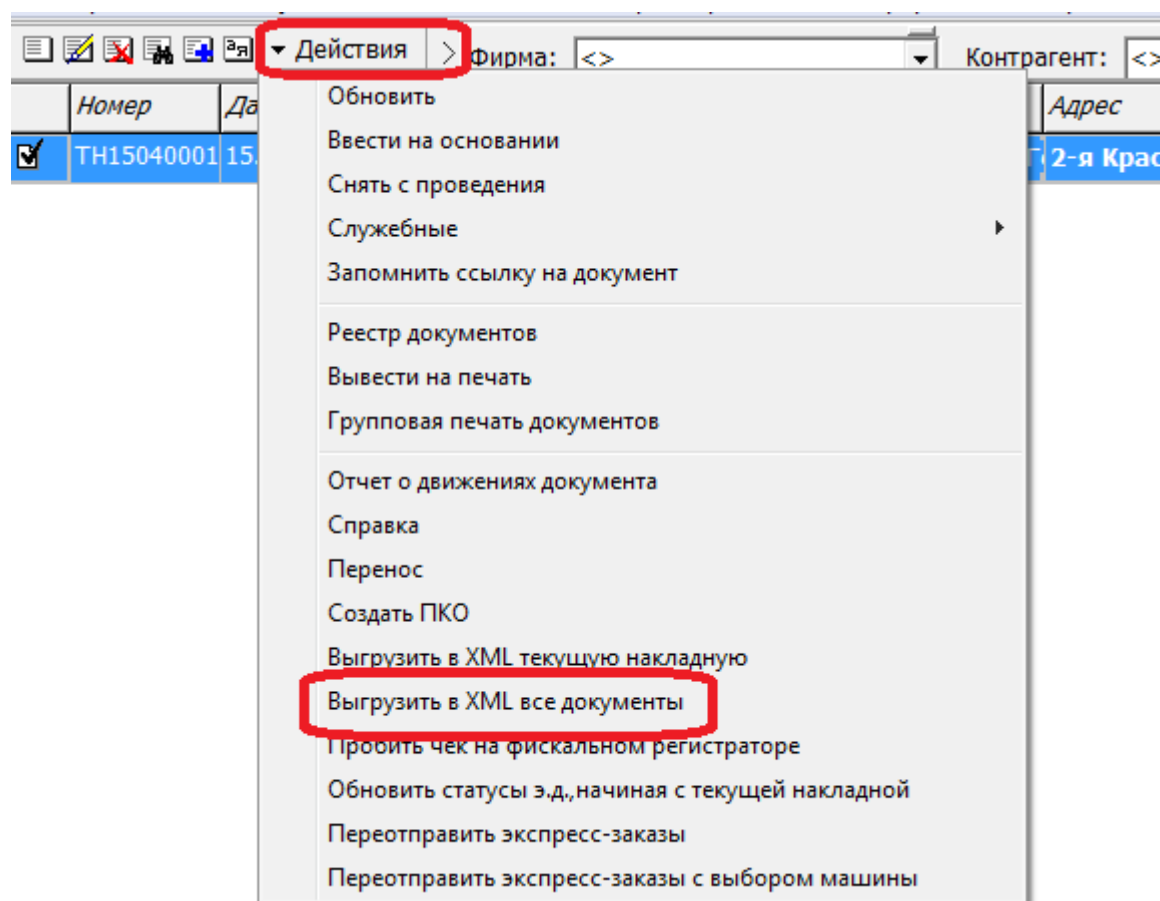 Действия > Фирма: <> Контрагент: <>
Номер Да Адрес
ТН15040001 15. 2-я Крас
Обновить
Ввести на основании
Снять с проведения
Служебные
Запомнить ссылку на документ
Реестр документов
Вывести на печать
Групповая печать документов
Отчет о движениях документа
Справка
Перенос
Создать ПКО
Выгрузить в XML текущую накладную
Выгрузить в XML все документы
Пробить чек на фискальном регистраторе
Обновить статусы э.д.,начиная с текущей накладной
Переотправить экспресс-заказы
Переотправить экспресс-заказы с выбором машины